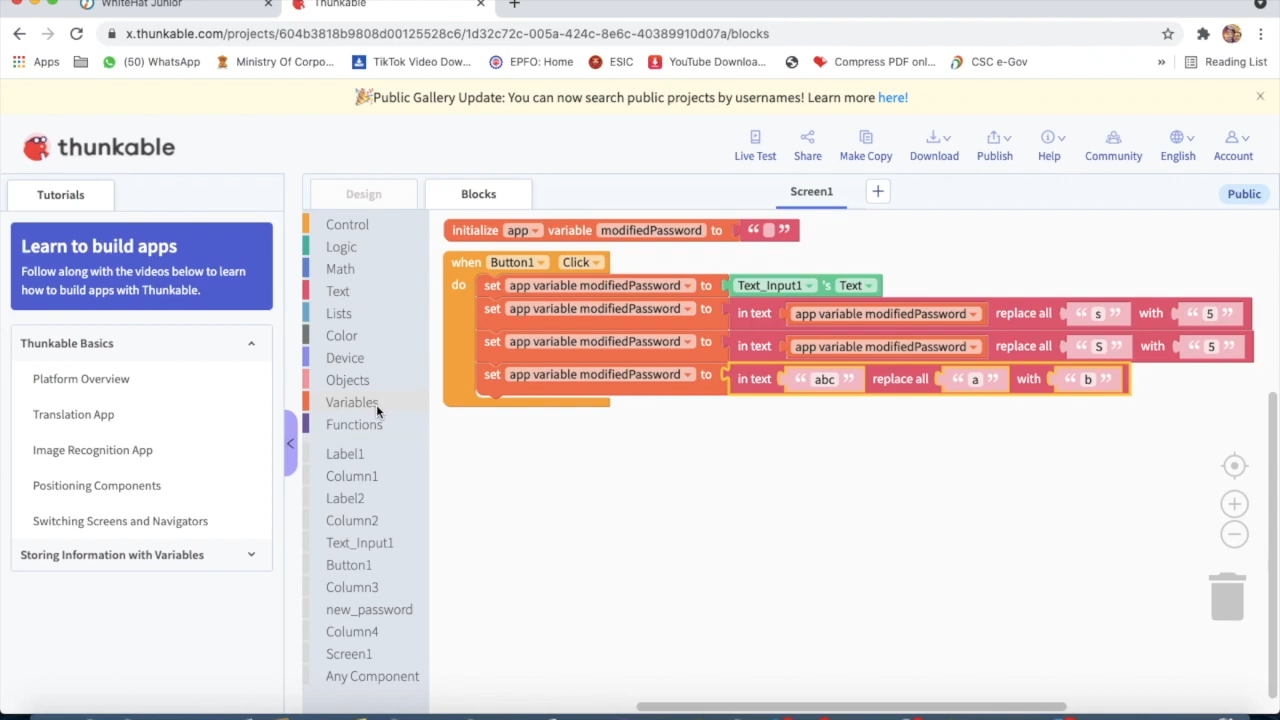 WhiteHat Junior × Thunkable × +
x.thunkable.com/projects/604b3818b9808d00125528c6/1d32c72c-005a-424c-8e6c-40389910d07a/blocks
Apps (50) WhatsApp Ministry Of Corpo... TikTok Video Dow... EPFO: Home ESIC YouTube Downloa... Compress PDF onl... CSC e-Gov » Reading List
Public Gallery Update: You can now search public projects by usernames! Learn more here! ×
thunkable
Live Test Share Make Copy Download Publish Help Community English Account
Tutorials
Design Blocks Screen1 + Public
Learn to build apps
Follow along with the videos below to learn
how to build apps with Thunkable.
Thunkable Basics
Platform Overview
Translation App
Image Recognition App
Positioning Components
Switching Screens and Navigators
Storing Information with Variables
Control
Logic
Math
Text
Lists
Color
Device
Objects
Variables
Functions
Label1
Column1
Label2
Column2
Text_Input1
Button1
Column3
new_password
Column4
Screen1
Any Component
initialize app variable modifiedPassword to “ ”
when Button1 Click
do set app variable modifiedPassword to Text_Input1 's Text
set app variable modifiedPassword to in text app variable modifiedPassword replace all “ s ” with “ 5 ”
set app variable modifiedPassword to in text app variable modifiedPassword replace all “ S ” with “ 5 ”
set app variable modifiedPassword to in text “ abc ” replace all “ a ” with “ b ”